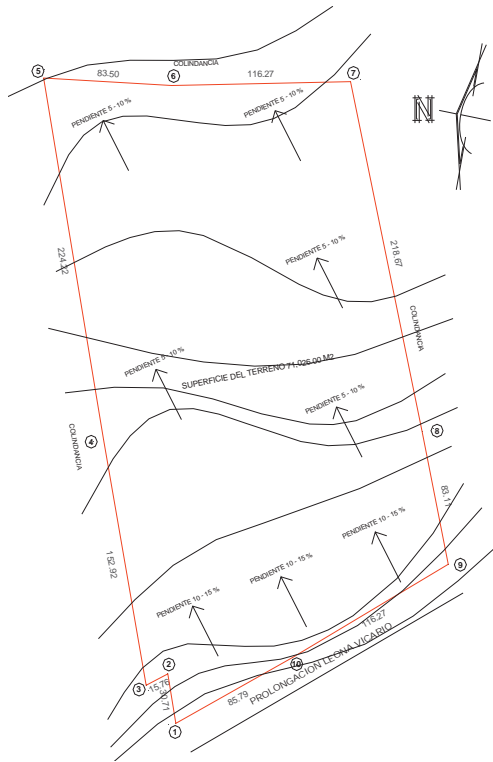 COLINDANCIA
5
83.50
6
116.27
7
PENDIENTE 5 - 10 %
PENDIENTE 5 - 10 %
N
224.22
PENDIENTE 5 - 10 %
218.67
COLINDANCIA
PENDIENTE 5 - 10 %
SUPERFICIE DEL TERRENO 71,026.00 M2
PENDIENTE 5 - 10 %
COLINDANCIA
4
8
83.11
PENDIENTE 10 - 15 %
152.92
PENDIENTE 10 - 15 %
9
PENDIENTE 10 - 15 %
116.27
2
10
3
15.76
30.71
85.79
PROLONGACION LEONA VICARIO
1